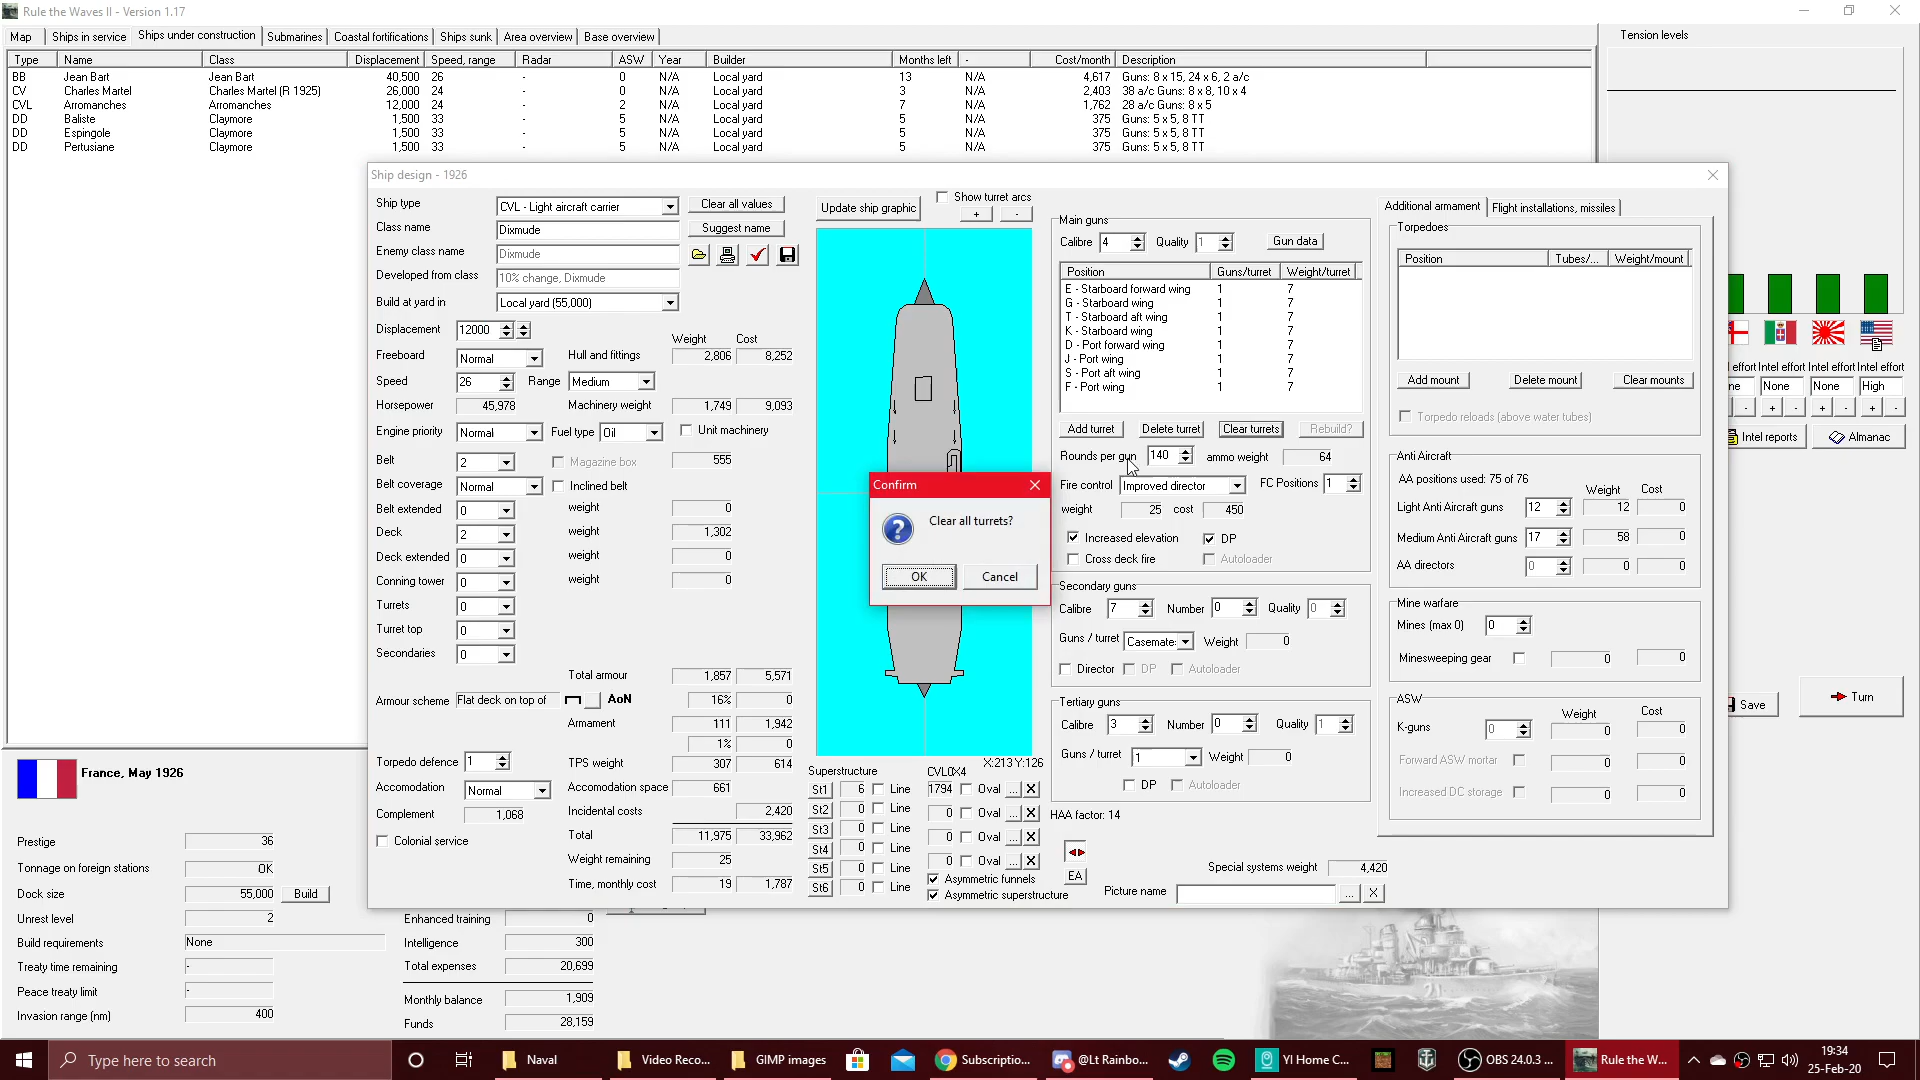 Rule the Waves II - Version 1.17
Map Ships in service Ships under construction Submarines Coastal fortifications Ships sunk Area overview Base overview
Tension levels
Type Name Class Displacement Speed, range Radar ASW Year Builder Months left - Cost/month Description
BB Jean Bart Jean Bart 40,500 26 - 0 N/A Local yard 13 N/A 4,617 Guns: 8 x 15, 24 x 6, 2 a/c
CV Charles Martel Charles Martel (R 1925) 26,000 24 - 0 N/A Local yard 3 N/A 2,403 38 a/c Guns: 8 x 8, 10 x 4
CVL Arromanches Arromanches 12,000 24 - 2 N/A Local yard 7 N/A 1,762 28 a/c Guns: 8 x 5
DD Baliste Claymore 1,500 33 - 5 N/A Local yard 5 N/A 375 Guns: 5 x 5, 8 TT
DD Espingole Claymore 1,500 33 - 5 N/A Local yard 5 N/A 375 Guns: 5 x 5, 8 TT
DD Pertuisane Claymore 1,500 33 - 5 N/A Local yard 5 N/A 375 Guns: 5 x 5, 8 TT
Ship design - 1926
Ship type CVL - Light aircraft carrier Clear all values
Class name Dixmude Suggest name
Enemy class name Dixmude
Developed from class 10% change, Dixmude
Build at yard in Local yard (55,000)
Displacement 12000 Weight Cost
Freeboard Normal Hull and fittings 2,806 8,252
Speed 26 Range Medium
Horsepower 45,978 Machinery weight 1,749 9,093
Engine priority Normal Fuel type Oil Unit machinery
Belt 2 Magazine box 555
Belt coverage Normal Inclined belt
Belt extended 0 weight 0
Deck 2 weight 1,302
Deck extended 0 weight 0
Conning tower 0 weight 0
Turrets 0
Turret top 0
Secondaries 0
Total armour 1,857 5,571
Armour scheme Flat deck on top of AoN 16% 0
Armament 111 1,942
1% 0
Torpedo defence 1 TPS weight 307 614
Accomodation Normal Accomodation space 661
Complement 1,068 Incidental costs 2,420
Colonial service Total 11,975 33,962
Weight remaining 25
Time, monthly cost 19 1,787
Update ship graphic Show turret arcs
+ -
X:213 Y:126
Superstructure CVL0X4
St1 6 Line 1794 Oval ... X
St2 0 Line 0 Oval ... X
St3 0 Line 0 Oval ... X
St4 0 Line 0 Oval ... X
St5 0 Line Asymmetric funnels
St6 0 Line Asymmetric superstructure
Main guns
Calibre 4 Quality 1 Gun data
Position Guns/turret Weight/turret
E - Starboard forward wing 1 7
G - Starboard wing 1 7
T - Starboard aft wing 1 7
K - Starboard wing 1 7
D - Port forward wing 1 7
J - Port wing 1 7
S - Port aft wing 1 7
F - Port wing 1 7
Add turret Delete turret Clear turrets Rebuild?
Rounds per gun 140 ammo weight 64
Fire control Improved director FC Positions 1
weight 25 cost 450
Increased elevation DP
Cross deck fire Autoloader
Confirm
Clear all turrets?
OK Cancel
Secondary guns
Calibre 7 Number 0 Quality 0
Guns / turret Casemate: Weight 0
Director DP Autoloader
Tertiary guns
Calibre 3 Number 0 Quality 1
Guns / turret 1 Weight 0
DP Autoloader
HAA factor: 14
EA
Special systems weight 4,420
Picture name ... X
Additional armament Flight installations, missiles
Torpedoes
Position Tubes/... Weight/mount
Add mount Delete mount Clear mounts
Torpedo reloads (above water tubes)
Anti Aircraft
AA positions used: 75 of 76
Weight Cost
Light Anti Aircraft guns 12 12 0
Medium Anti Aircraft guns 17 58 0
AA directors 0 0 0
Mine warfare
Mines (max 0) 0
Minesweeping gear 0 0
ASW
Weight Cost
K-guns 0 0 0
Forward ASW mortar 0 0
Increased DC storage 0 0
effort Intel effort Intel effort Intel effort
ne None None High
- + - + - + -
Intel reports Almanac
Save Turn
France, May 1926
Prestige 36
Tonnage on foreign stations OK
Dock size 55,000 Build
Unrest level 2
Build requirements None
Treaty time remaining -
Peace treaty limit -
Invasion range (nm) 400
Enhanced training 0
Intelligence 300
Total expenses 20,699
Monthly balance 1,909
Funds 28,159
Type here to search
Naval
Video Reco...
GIMP images
Subscriptio...
@Lt Rainbo...
YI Home C...
OBS 24.0.3 ...
Rule the W...
19:34
25-Feb-20